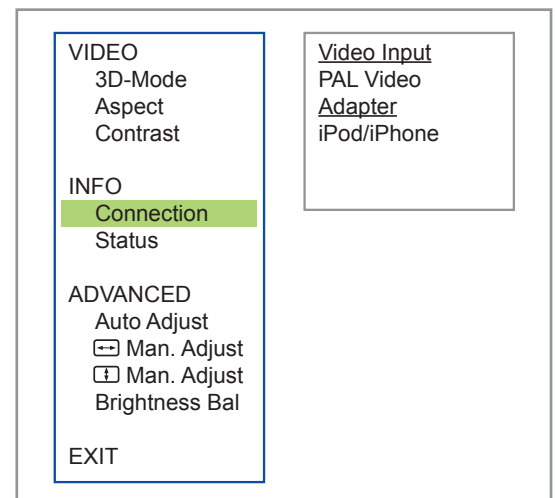 VIDEO
3D-Mode
Aspect
Contrast
INFO
Connection
Status
ADVANCED
Auto Adjust
Man. Adjust
Man. Adjust
Brightness Bal
EXIT
Video Input
PAL Video
Adapter
iPod/iPhone